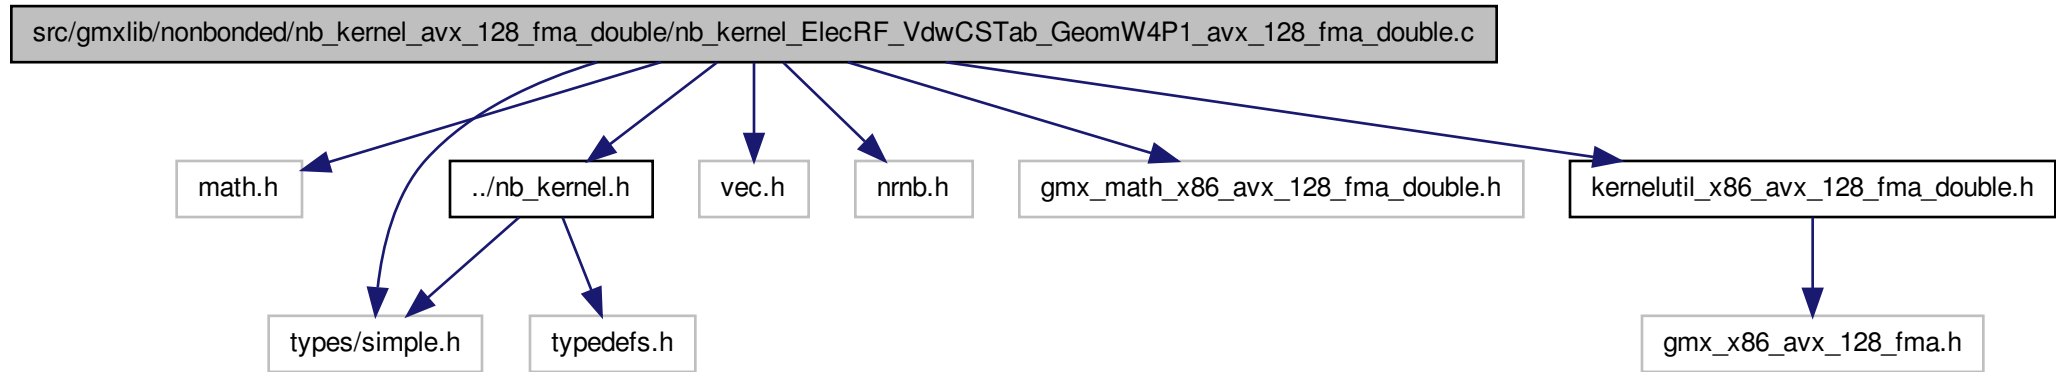 src/gmxlib/nonbonded/nb_kernel_avx_128_fma_double/nb_kernel_ElecRF_VdwCSTab_GeomW4P1_avx_128_fma_double.c
math.h
../nb_kernel.h
vec.h
nrnb.h
gmx_math_x86_avx_128_fma_double.h
kernelutil_x86_avx_128_fma_double.h
types/simple.h
typedefs.h
gmx_x86_avx_128_fma.h